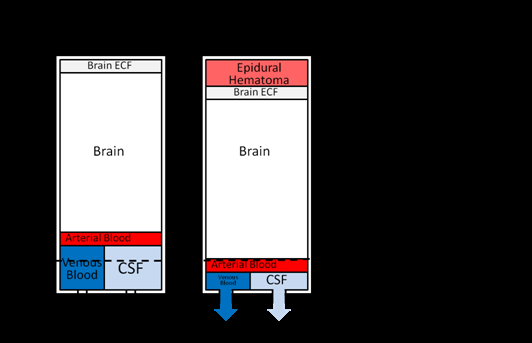 Brain ECF
Brain
Arterial Blood
Venous
Blood
CSF
Epidural
Hematoma
Brain ECF
Brain
Arterial Blood
Venous
Blood
CSF